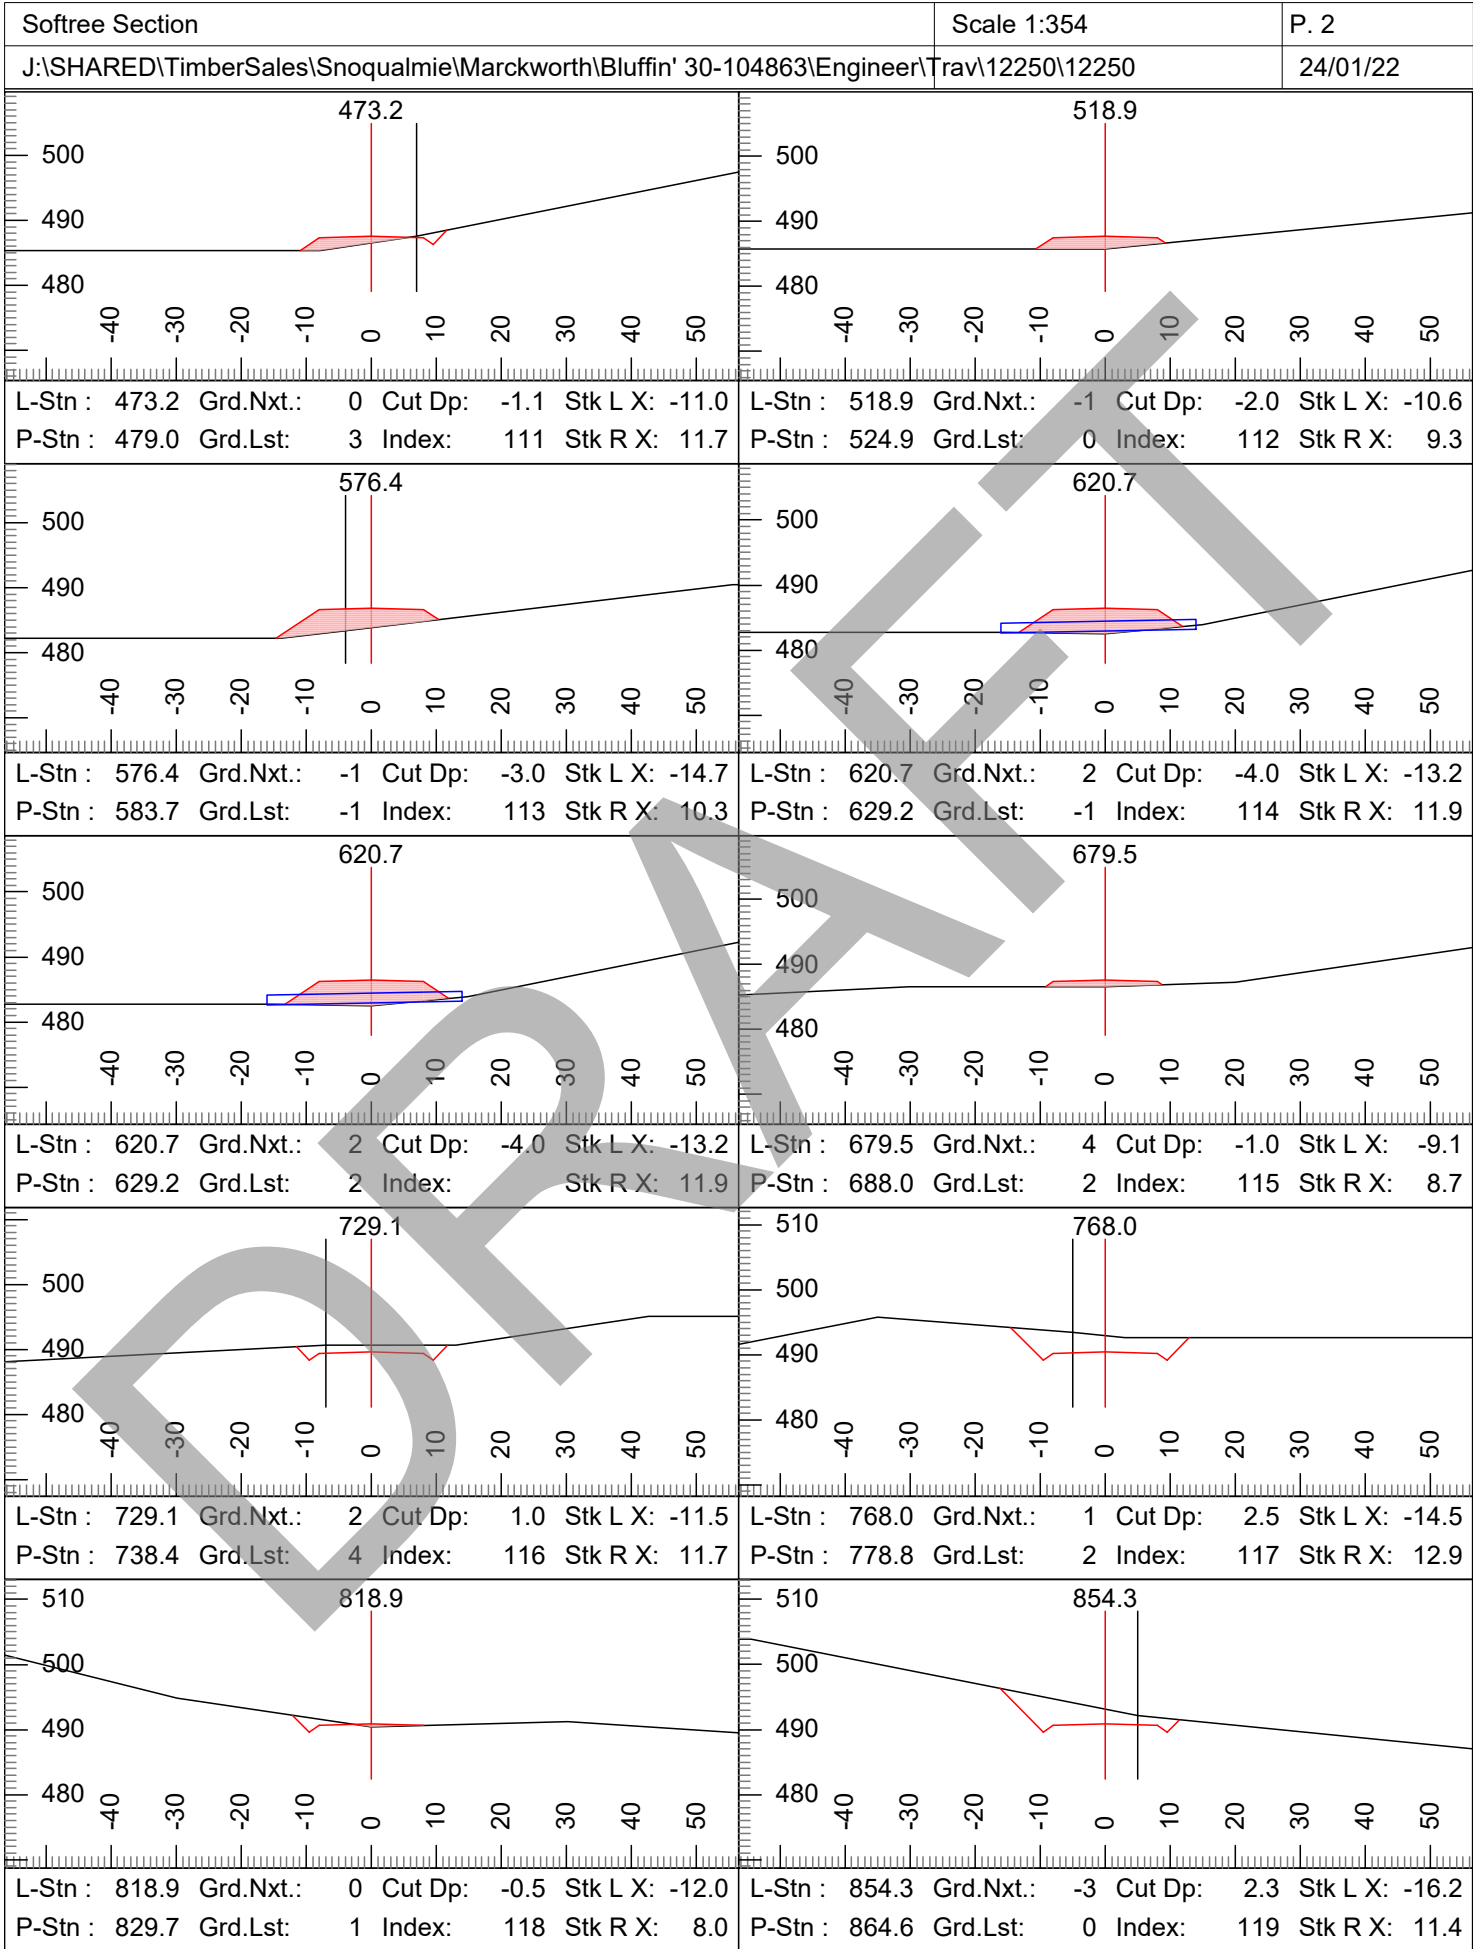 Softree Section Scale 1:354 P. 2
J:\SHARED\TimberSales\Snoqualmie\Marckworth\Bluffin' 30-104863\Engineer\Trav\12250\12250 24/01/22
473.2
500
490
480
-40 -30 -20 -10 0 10 20 30 40 50
L-Stn : 473.2 Grd.Nxt.: 0 Cut Dp: -1.1 Stk L X: -11.0
P-Stn : 479.0 Grd.Lst: 3 Index: 111 Stk R X: 11.7
518.9
500
490
480
-40 -30 -20 -10 0 10 20 30 40 50
L-Stn : 518.9 Grd.Nxt.: -1 Cut Dp: -2.0 Stk L X: -10.6
P-Stn : 524.9 Grd.Lst: 0 Index: 112 Stk R X: 9.3
576.4
500
490
480
-40 -30 -20 -10 0 10 20 30 40 50
L-Stn : 576.4 Grd.Nxt.: -1 Cut Dp: -3.0 Stk L X: -14.7
P-Stn : 583.7 Grd.Lst: -1 Index: 113 Stk R X: 10.3
620.7
500
490
480
-40 -30 -20 -10 0 10 20 30 40 50
L-Stn : 620.7 Grd.Nxt.: 2 Cut Dp: -4.0 Stk L X: -13.2
P-Stn : 629.2 Grd.Lst: -1 Index: 114 Stk R X: 11.9
620.7
500
490
480
-40 -30 -20 -10 0 10 20 30 40 50
L-Stn : 620.7 Grd.Nxt.: 2 Cut Dp: -4.0 Stk L X: -13.2
P-Stn : 629.2 Grd.Lst: 2 Index: Stk R X: 11.9
679.5
500
490
480
-40 -30 -20 -10 0 10 20 30 40 50
L-Stn : 679.5 Grd.Nxt.: 4 Cut Dp: -1.0 Stk L X: -9.1
P-Stn : 688.0 Grd.Lst: 2 Index: 115 Stk R X: 8.7
729.1
500
490
480
-40 -30 -20 -10 0 10 20 30 40 50
L-Stn : 729.1 Grd.Nxt.: 2 Cut Dp: 1.0 Stk L X: -11.5
P-Stn : 738.4 Grd.Lst: 4 Index: 116 Stk R X: 11.7
768.0
510
500
490
480
-40 -30 -20 -10 0 10 20 30 40 50
L-Stn : 768.0 Grd.Nxt.: 1 Cut Dp: 2.5 Stk L X: -14.5
P-Stn : 778.8 Grd.Lst: 2 Index: 117 Stk R X: 12.9
818.9
510
500
490
480
-40 -30 -20 -10 0 10 20 30 40 50
L-Stn : 818.9 Grd.Nxt.: 0 Cut Dp: -0.5 Stk L X: -12.0
P-Stn : 829.7 Grd.Lst: 1 Index: 118 Stk R X: 8.0
854.3
510
500
490
480
-40 -30 -20 -10 0 10 20 30 40 50
L-Stn : 854.3 Grd.Nxt.: -3 Cut Dp: 2.3 Stk L X: -16.2
P-Stn : 864.6 Grd.Lst: 0 Index: 119 Stk R X: 11.4
DRAFT